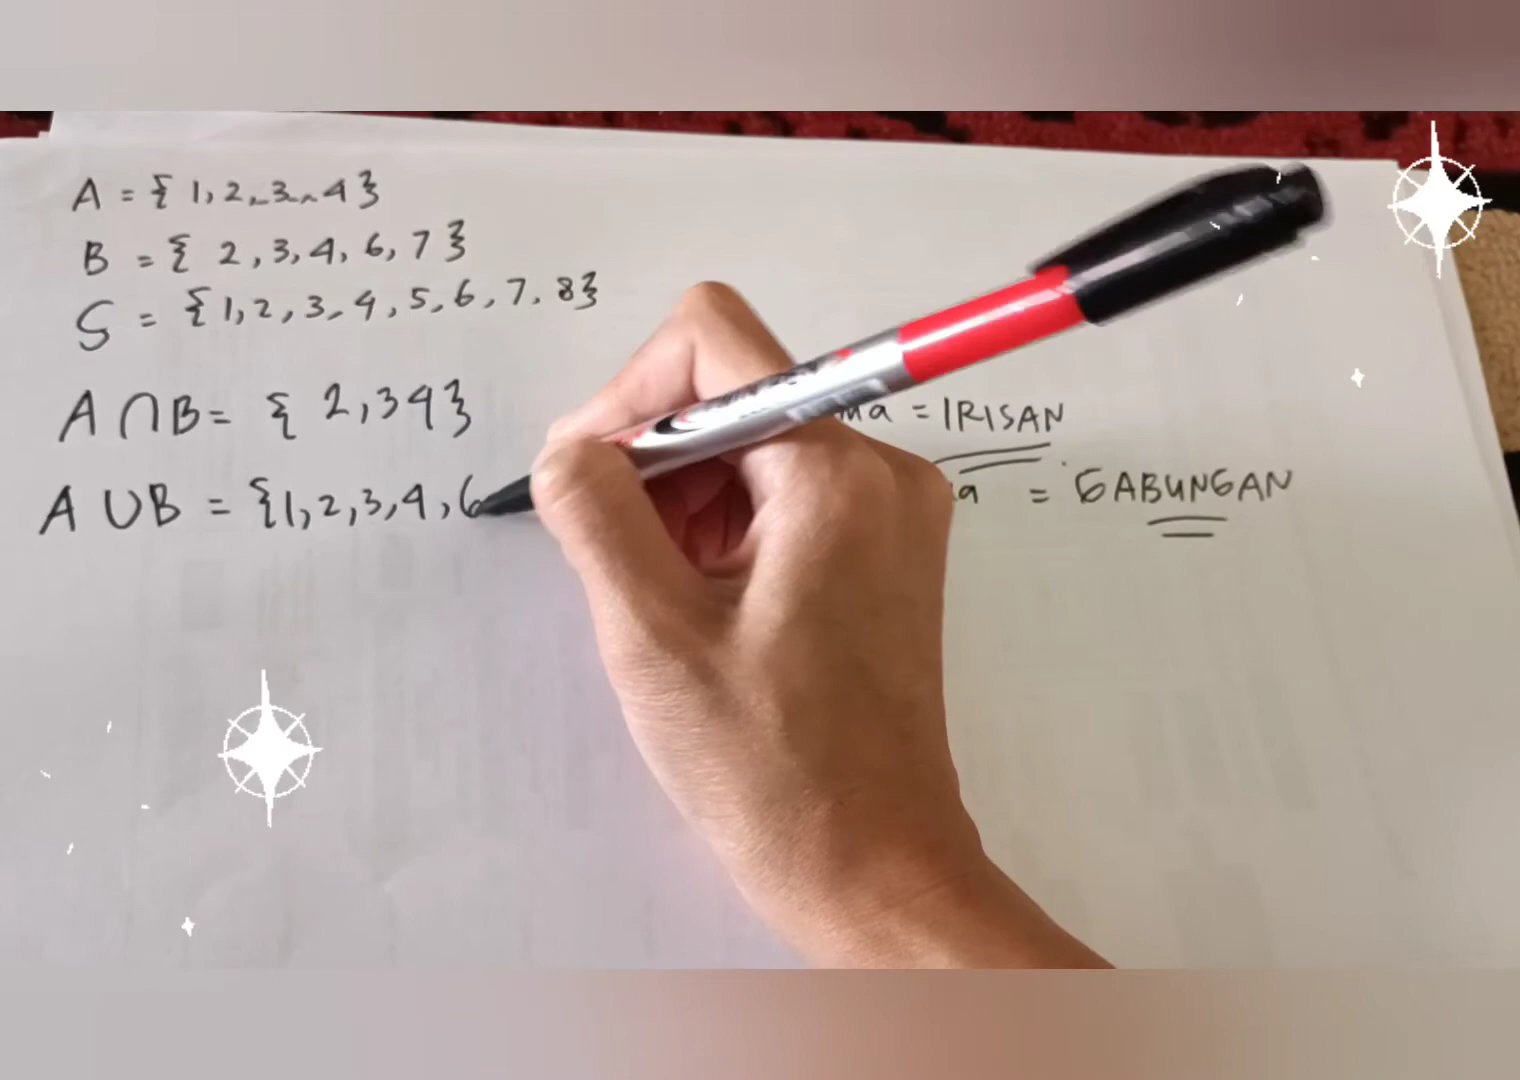 A = { 1, 2, 3, 4 }
B = { 2, 3, 4, 6, 7 }
S = { 1, 2, 3, 4, 5, 6, 7, 8 }
A ∩ B = { 2, 3 4 } = IRISAN
A ∪ B = { 1, 2, 3, 4, 6 = GABUNGAN